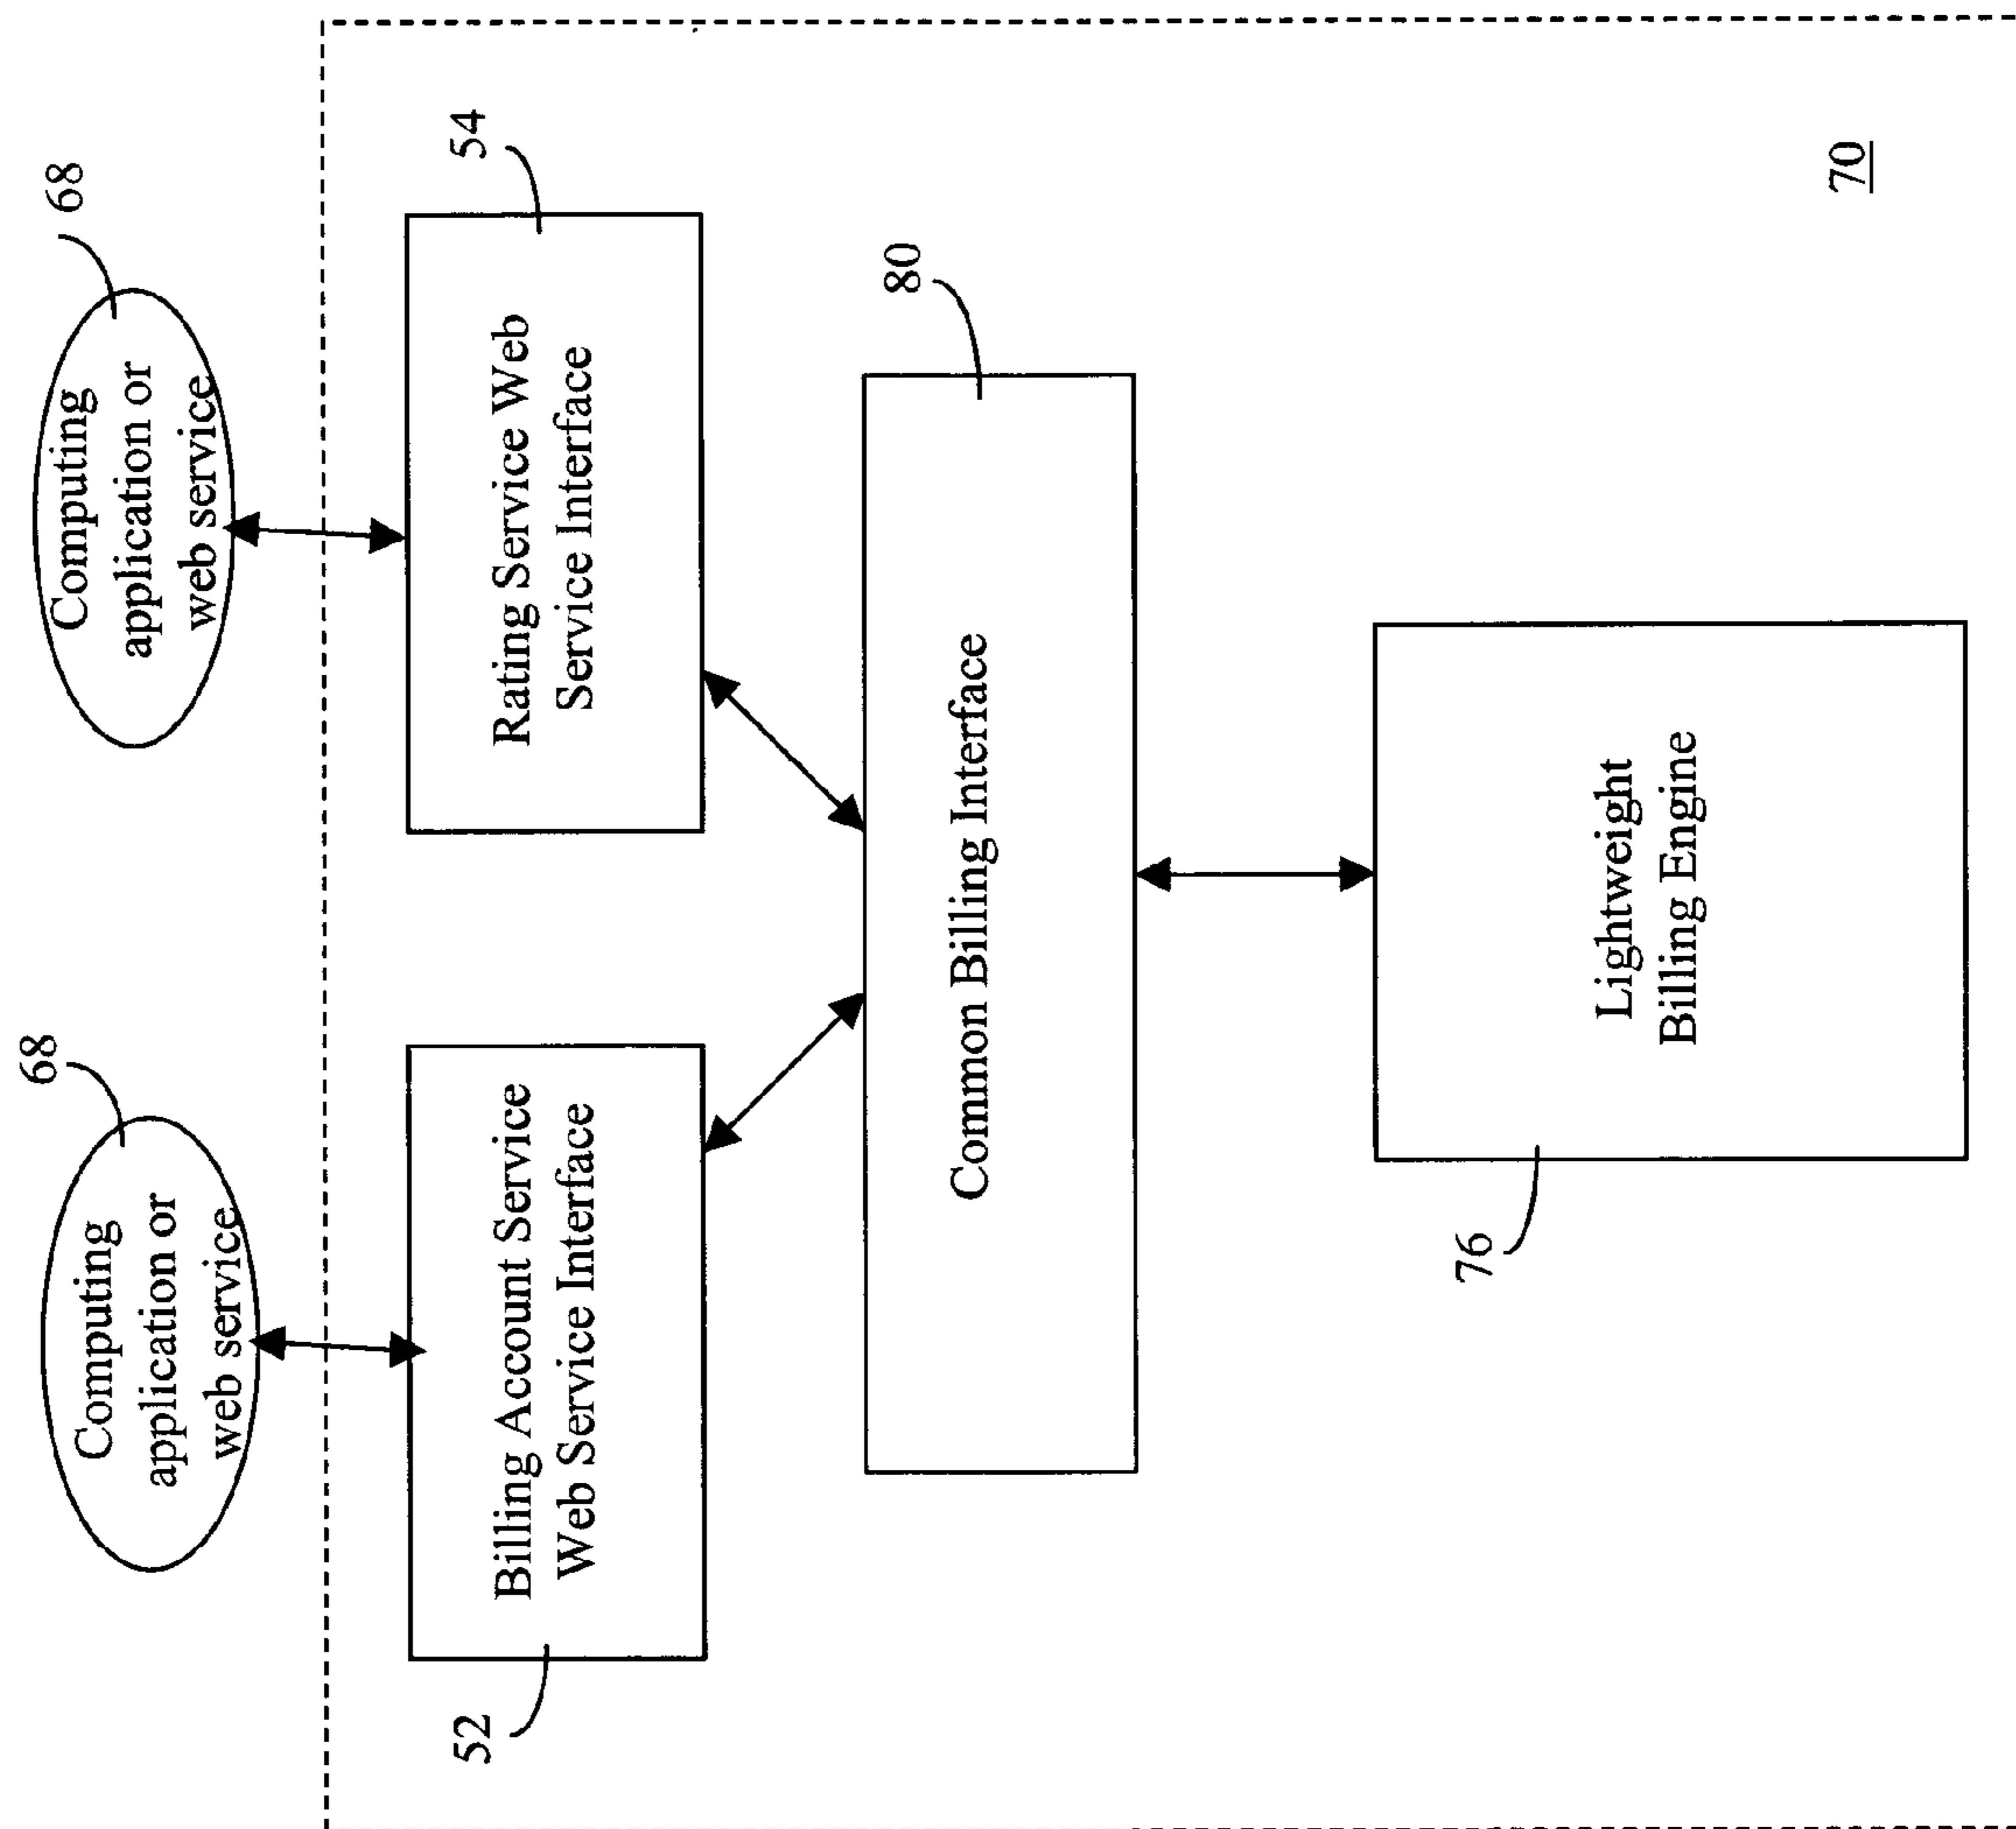 68
Computing
application or
web service
68
Computing
application or
web service
52
Billing Account Service
Web Service Interface
54
Rating Service Web
Service Interface
80
Common Billing Interface
76
Lightweight
Billing Engine
70